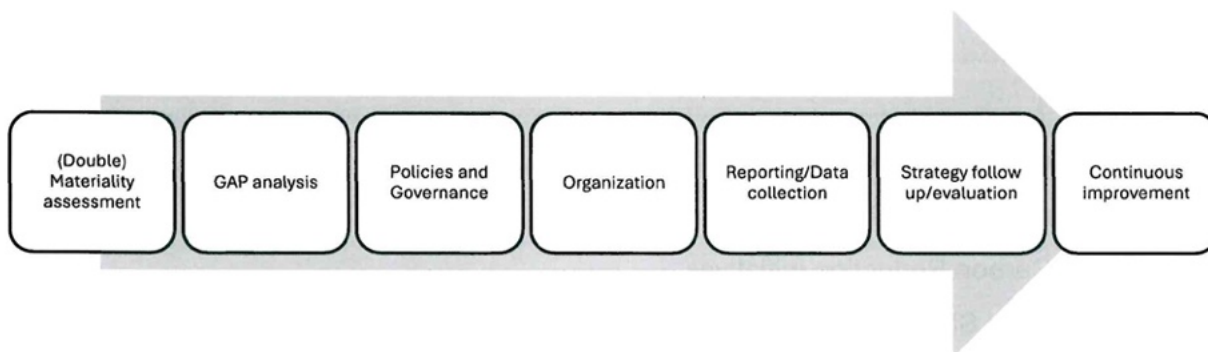 (Double)
Materiality
assessment
GAP analysis
Policies and
Governance
Organization
Reporting/Data
collection
Strategy follow
up/evaluation
Continuous
improvement